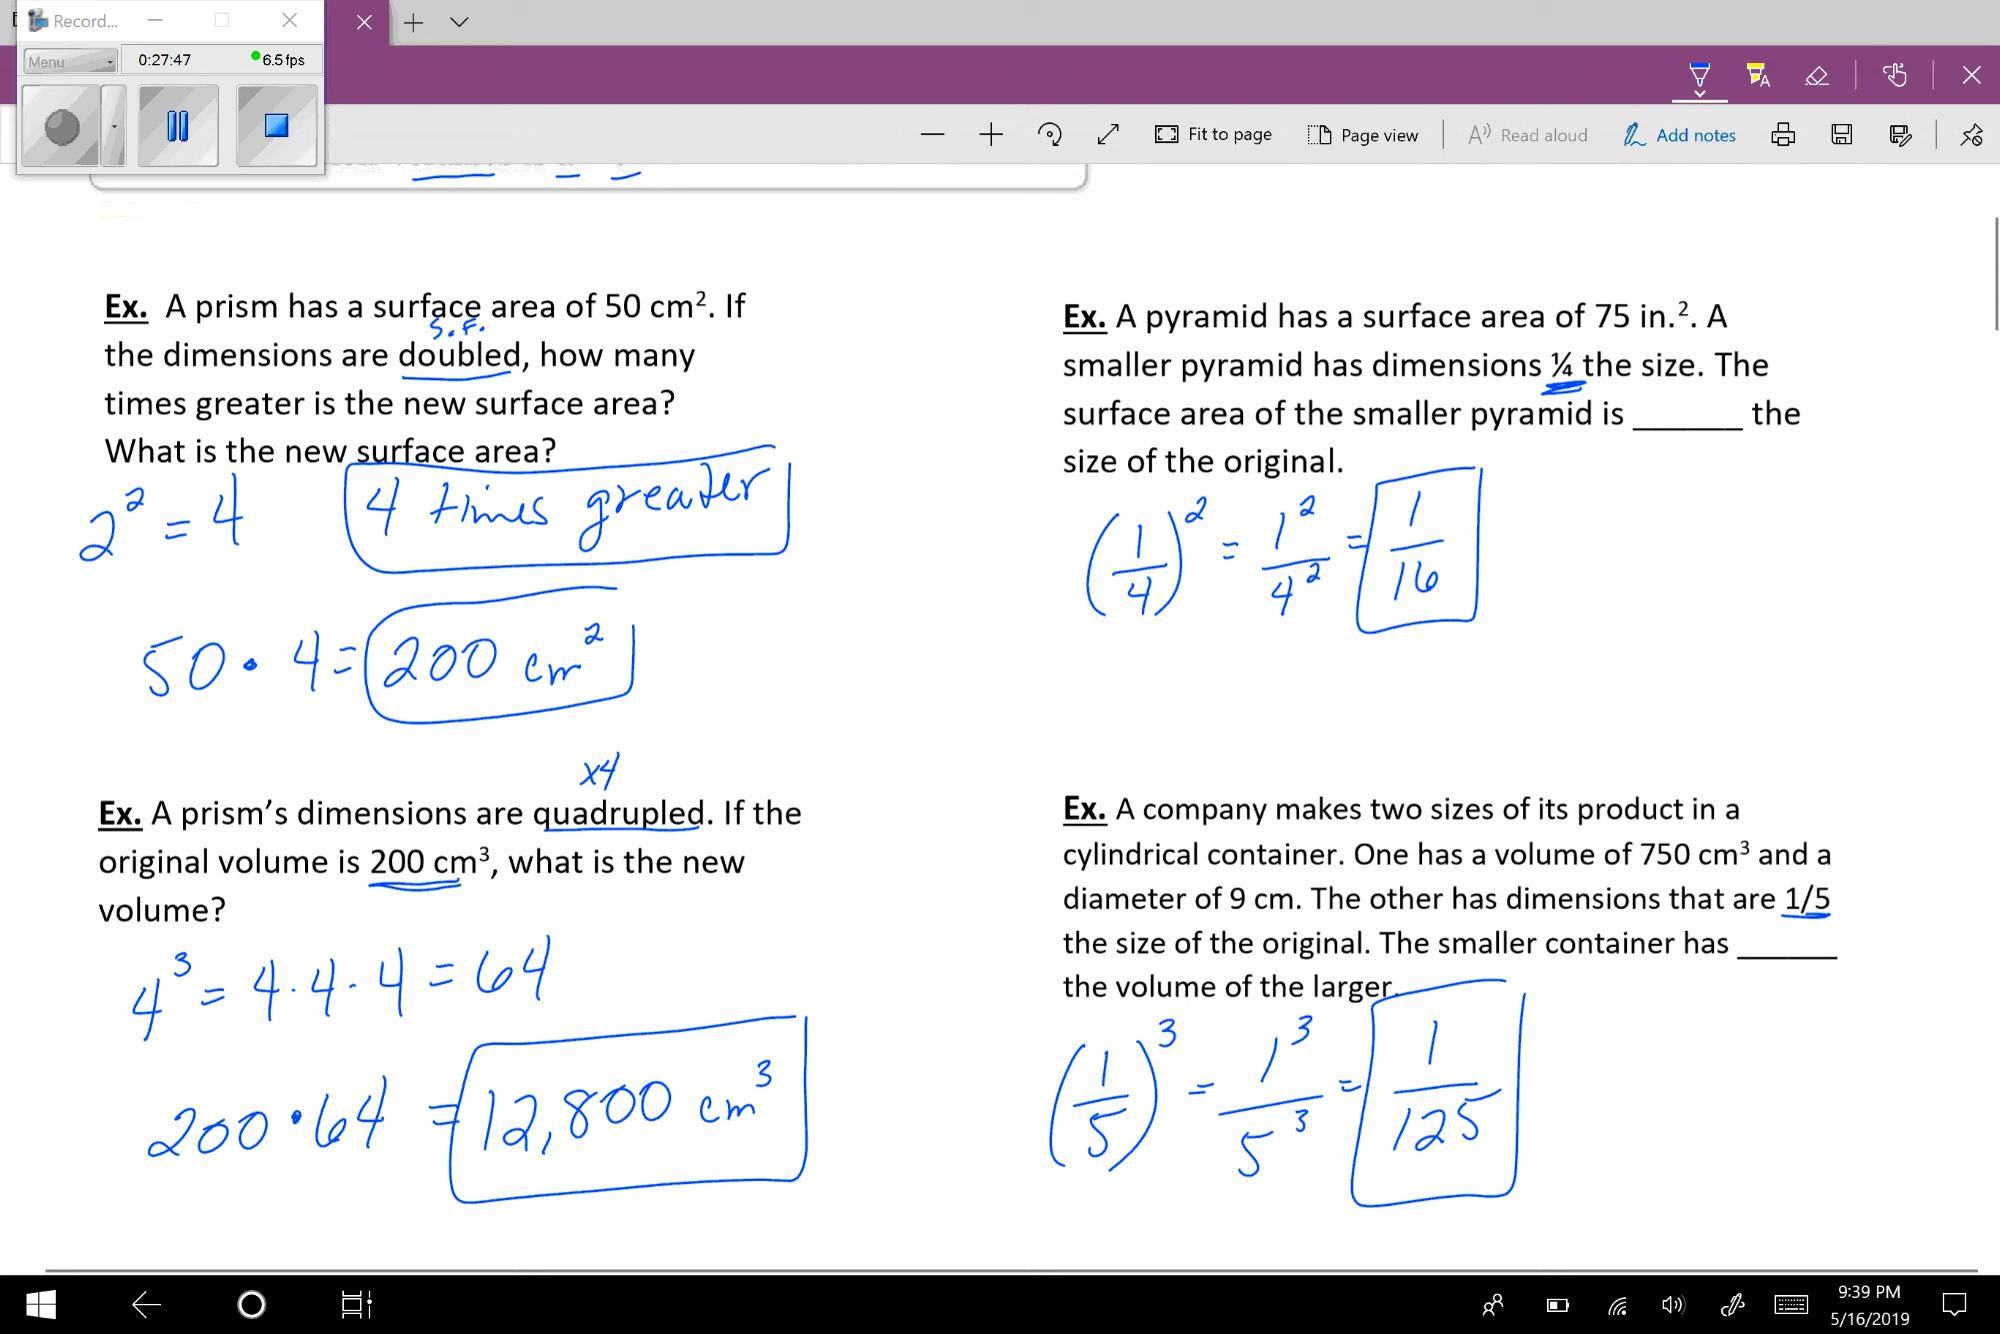 Record...
Menu
0:27:47
6.5 fps
Fit to page
Page view
Read aloud
Add notes
Ex. A prism has a surface area of 50 cm². If
s.f.
the dimensions are doubled, how many
times greater is the new surface area?
What is the new surface area?
2² = 4
4 times greater
50 · 4 = 200 cm²
Ex. A pyramid has a surface area of 75 in.². A
smaller pyramid has dimensions ¼ the size. The
surface area of the smaller pyramid is ______ the
size of the original.
(1/4)² = 1²/4² = 1/16
x4
Ex. A prism’s dimensions are quadrupled. If the
original volume is 200 cm³, what is the new
volume?
4³ = 4·4·4 = 64
200 · 64 = 12,800 cm³
Ex. A company makes two sizes of its product in a
cylindrical container. One has a volume of 750 cm³ and a
diameter of 9 cm. The other has dimensions that are 1/5
the size of the original. The smaller container has ______
the volume of the larger.
(1/5)³ = 1³/5³ = 1/125
9:39 PM
5/16/2019